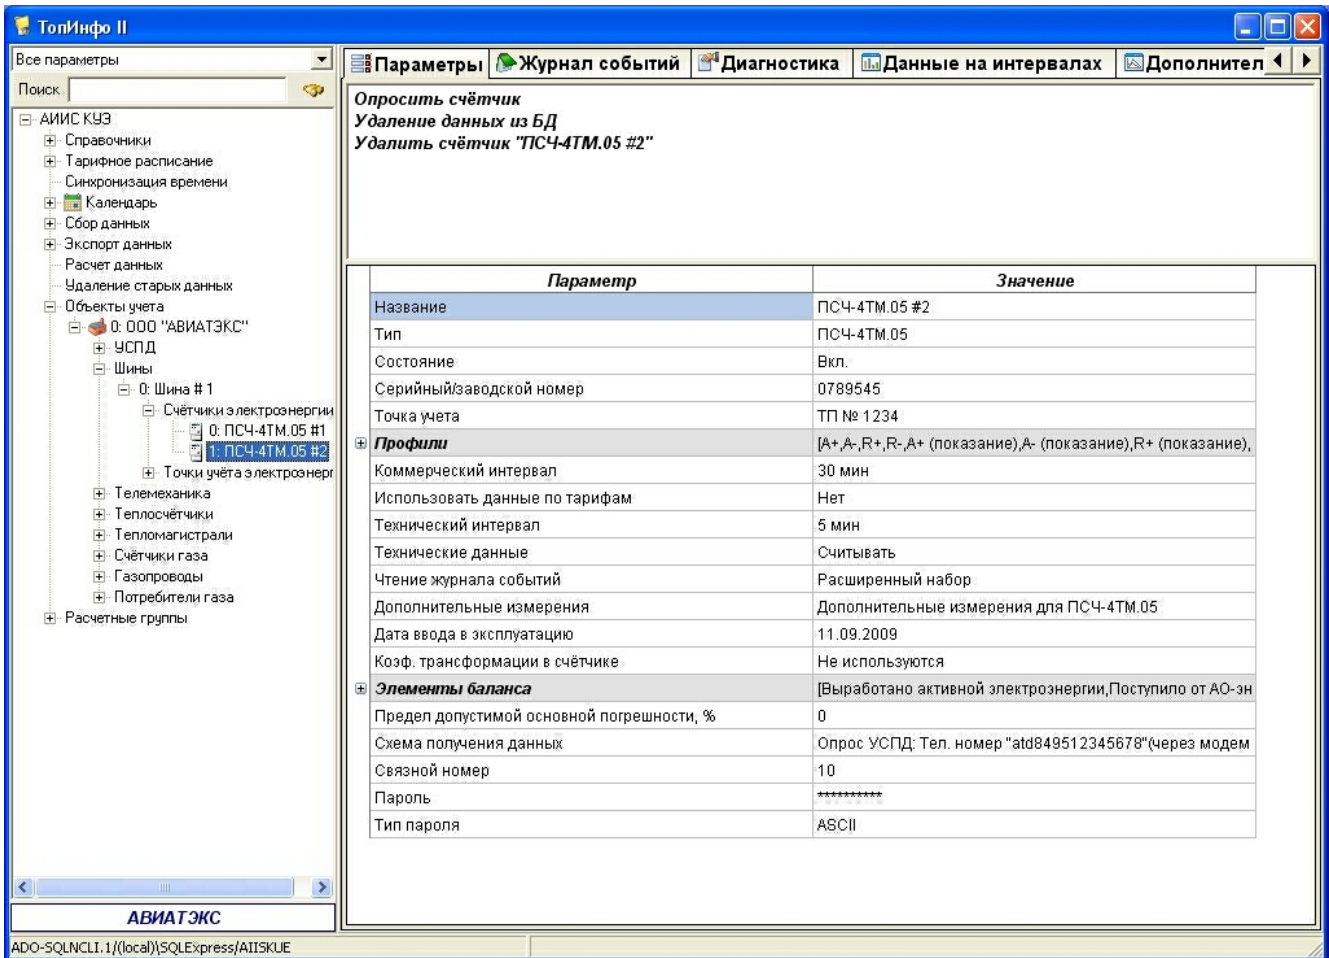 ТопИнфо II
Все параметры
Поиск
АИИС КУЭ
Справочники
Тарифное расписание
Синхронизация времени
Календарь
Сбор данных
Экспорт данных
Расчет данных
Удаление старых данных
Объекты учета
0: ООО "АВИАТЭКС"
УСПД
Шины
0: Шина # 1
Счётчики электроэнергии
0: ПСЧ-4ТМ.05 #1
1: ПСЧ-4ТМ.05 #2
Точки учёта электроэнерг
Телемеханика
Теплосчётчики
Тепломагистрали
Счётчики газа
Газопроводы
Потребители газа
Расчетные группы
АВИАТЭКС
Параметры Журнал событий Диагностика Данные на интервалах Дополнител
Опросить счётчик
Удаление данных из БД
Удалить счётчик "ПСЧ-4ТМ.05 #2"
Параметр Значение
Название ПСЧ-4ТМ.05 #2
Тип ПСЧ-4ТМ.05
Состояние Вкл.
Серийный/заводской номер 0789545
Точка учета ТП № 1234
Профили [A+,A-,R+,R-,A+ (показание),A- (показание),R+ (показание),
Коммерческий интервал 30 мин
Использовать данные по тарифам Нет
Технический интервал 5 мин
Технические данные Считывать
Чтение журнала событий Расширенный набор
Дополнительные измерения Дополнительные измерения для ПСЧ-4ТМ.05
Дата ввода в эксплуатацию 11.09.2009
Коэф. трансформации в счётчике Не используются
Элементы баланса [Выработано активной электроэнергии,Поступило от АО-эн
Предел допустимой основной погрешности, % 0
Схема получения данных Опрос УСПД: Тел. номер "atd849512345678"(через модем
Связной номер 10
Пароль **********
Тип пароля ASCII
ADO-SQLNCLI.1/(local)\SQLExpress/AIISKUE